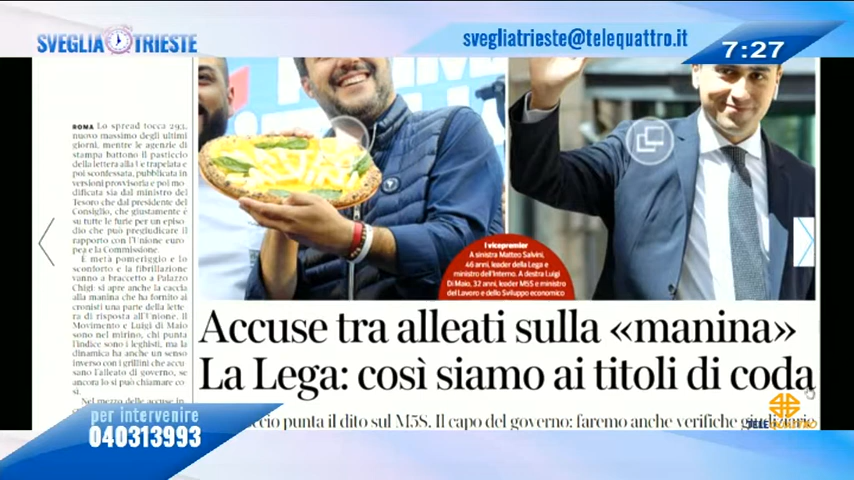 SVEGLIA TRIESTE
svegliatrieste@telequattro.it
7:27
ROMA Lo spread tocca 293,
nuovo massimo degli ultimi
giorni, mentre le agenzie di
stampa battono il pasticcio
della lettera alla Ue trapelata e
poi sconfessata, pubblicata in
versioni provvisoria e poi mo-
dificata sia dal ministro del
Tesoro che dal presidente del
Consiglio, che giustamente è
su tutte le furie per un episo-
dio che può pregiudicare il
rapporto con l'Unione euro-
pea e la Commissione.
È metà pomeriggio e lo
sconforto e la fibrillazione
vanno a braccetto a Palazzo
Chigi: si apre anche la caccia
alla manina che ha fornito ai
cronisti una parte della lette-
ra di risposta all'Unione. Il
Movimento e Luigi di Maio
sono nel mirino, chi punta
l'indice sono i leghisti, ma la
dinamica ha anche un senso
inverso con i grillini che accu-
sano l'alleato di governo, se
ancora lo si può chiamare co-
sì.
Nel mezzo delle accuse in-
I vicepremier
A sinistra Matteo Salvini,
46 anni, leader della Lega e
ministro dell'Interno. A destra Luigi
Di Maio, 32 anni, leader M5S e ministro
del Lavoro e dello Sviluppo economico
Accuse tra alleati sulla «manina»
La Lega: così siamo ai titoli di coda
ccio punta il dito sul M5S. Il capo del governo: faremo anche verifiche giudiziarie
per intervenire
040313993
TELEQUATTRO